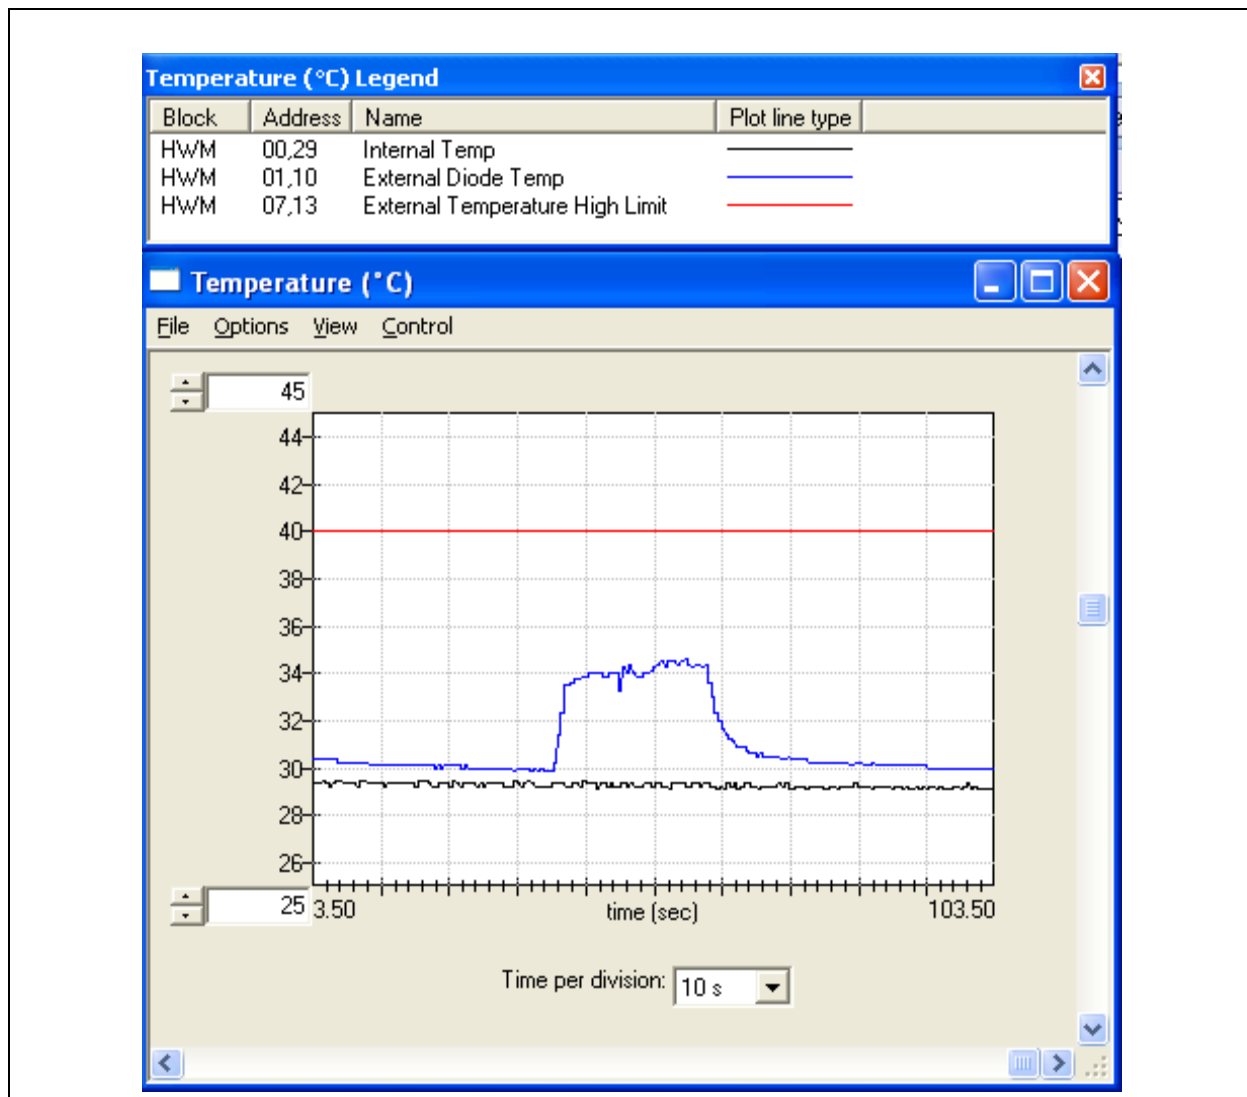 Temperature (°C) Legend
Block Address Name Plot line type
HWM 00,29 Internal Temp
HWM 01,10 External Diode Temp
HWM 07,13 External Temperature High Limit
Temperature (°C)
File Options View Control
45
44
42
40
38
36
34
32
30
28
26
25 3.50 time (sec) 103.50
Time per division: 10 s